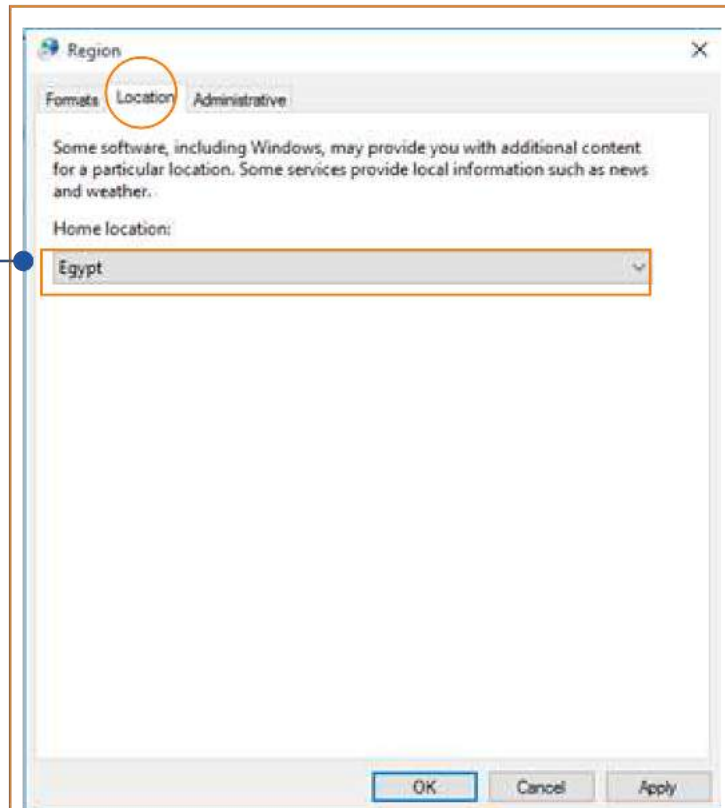 Region
Formats Location Administrative
Some software, including Windows, may provide you with additional content
for a particular location. Some services provide local information such as news
and weather.
Home location:
Egypt
OK Cancel Apply